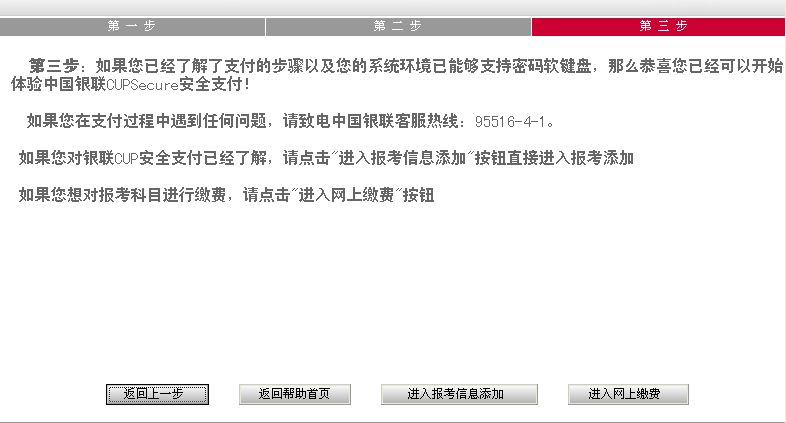 第 一 步
第 二 步
第 三 步
第三步：如果您已经了解了支付的步骤以及您的系统环境已能够支持密码软键盘，那么恭喜您已经可以开始
体验中国银联CUPSecure安全支付！
如果您在支付过程中遇到任何问题，请致电中国银联客服热线：95516-4-1。
如果您对银联CUP安全支付已经了解，请点击"进入报考信息添加"按钮直接进入报考添加
如果您想对报考科目进行缴费，请点击"进入网上缴费"按钮
返回上一步
返回帮助首页
进入报考信息添加
进入网上缴费